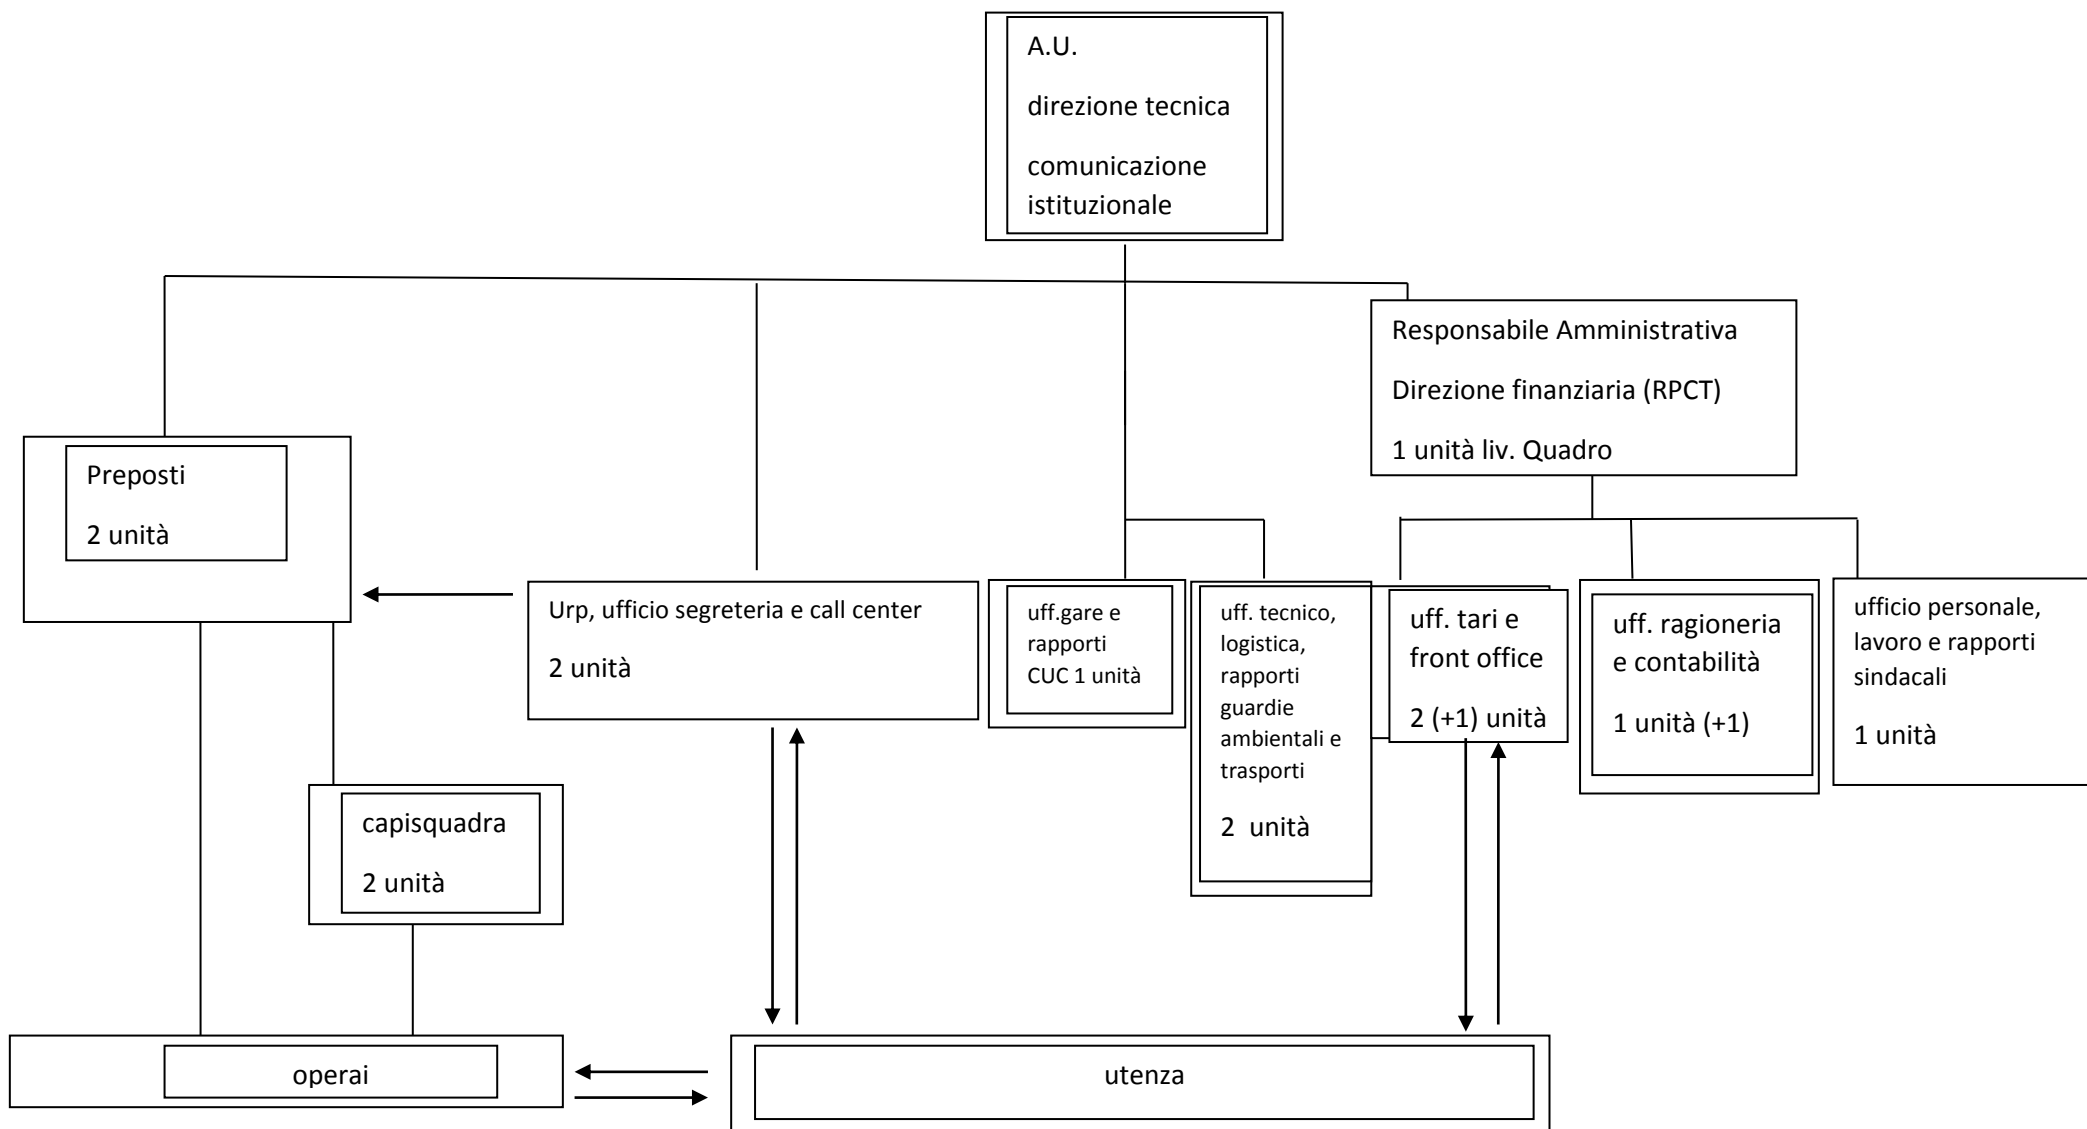 A.U.
direzione tecnica
comunicazione
istituzionale
Responsabile Amministrativa
Direzione finanziaria (RPCT)
1 unità liv. Quadro
Preposti
2 unità
Urp, ufficio segreteria e call center
2 unità
uff.gare e
rapporti
CUC 1 unità
uff. tecnico,
logistica,
rapporti
guardie
ambientali e
trasporti
2 unità
uff. tari e
front office
2 (+1) unità
uff. ragioneria
e contabilità
1 unità (+1)
ufficio personale,
lavoro e rapporti
sindacali
1 unità
capisquadra
2 unità
operai
utenza